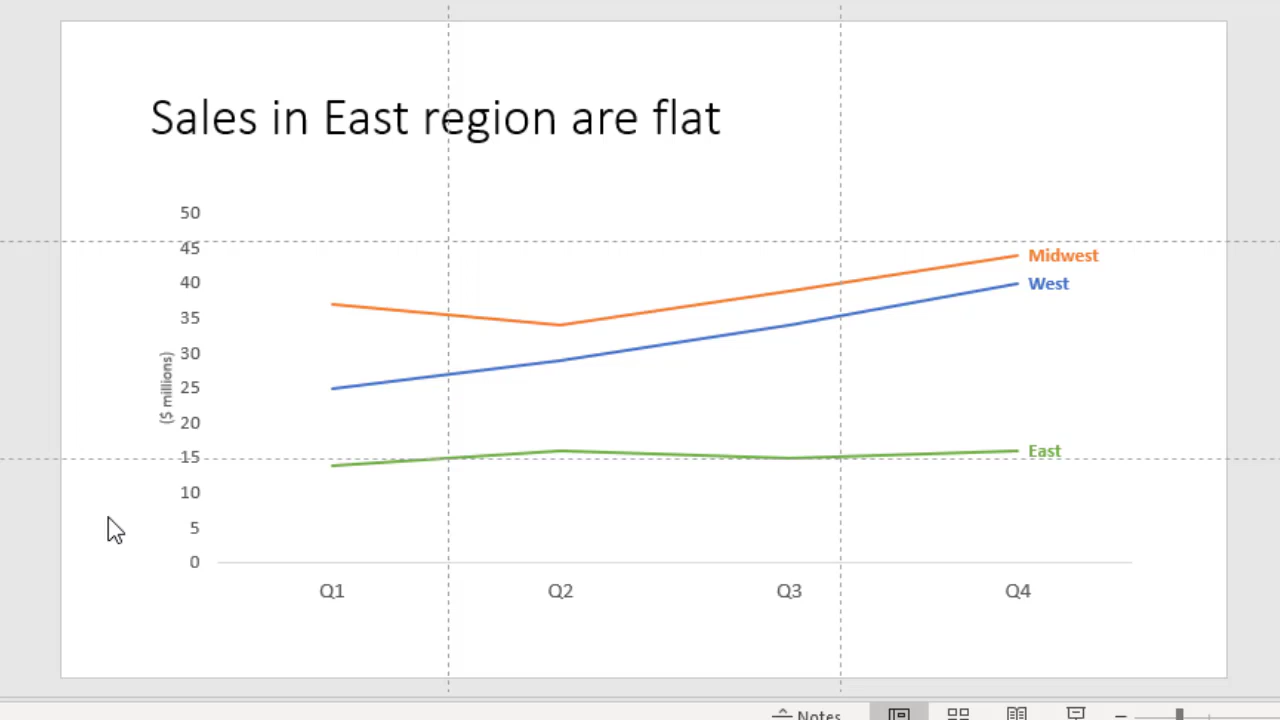 Sales in East region are flat
50
45
40
35
30
25
20
15
10
5
0
($ millions)
Midwest
West
East
Q1 Q2 Q3 Q4
Notes